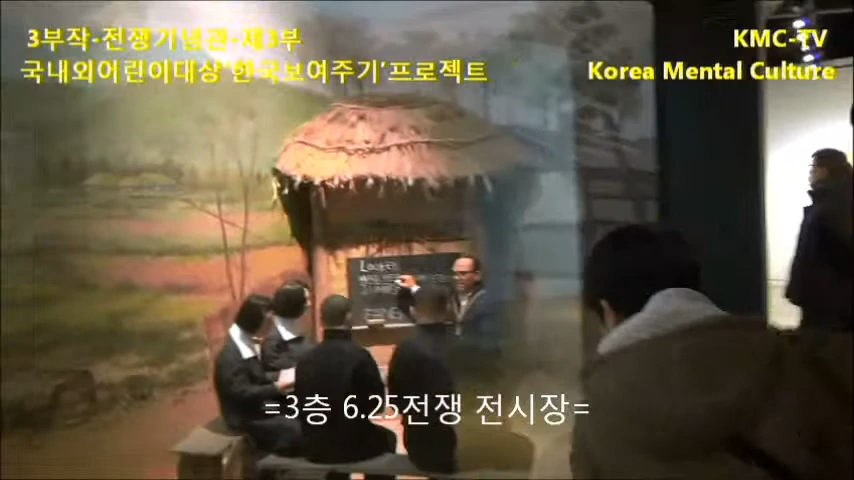 3부작-전쟁기념관-제3부
KMC-TV
국내외어린이대상'한국보여주기'프로젝트
Korea Mental Culture
=3층 6.25전쟁 전시장=